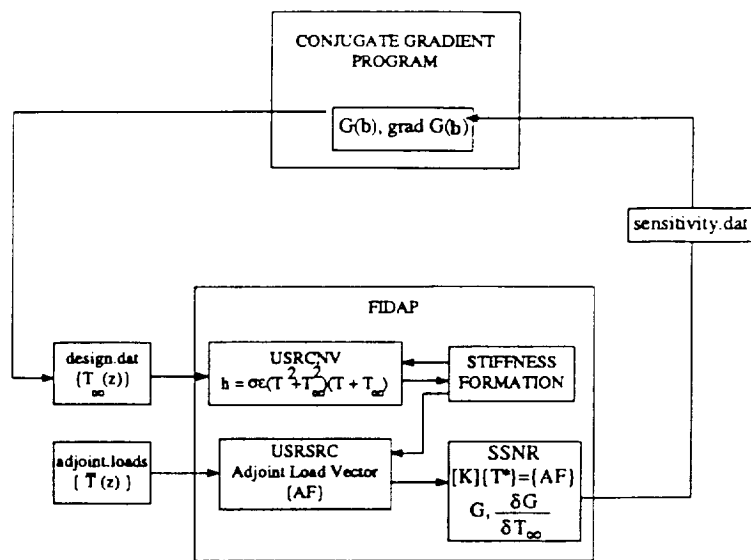 CONJUGATE GRADIENT
PROGRAM
G(b), grad G(b)
sensitivity.dat
FIDAP
design.dat
{T∞(z)}
USRCNV
h = σε(T²+T∞²)(T + T∞)
STIFFNESS
FORMATION
adjoint.loads
{ T̄(z) }
USRSRC
Adjoint Load Vector
{AF}
SSNR
[K]{T*}={AF}
G, δG
δT∞